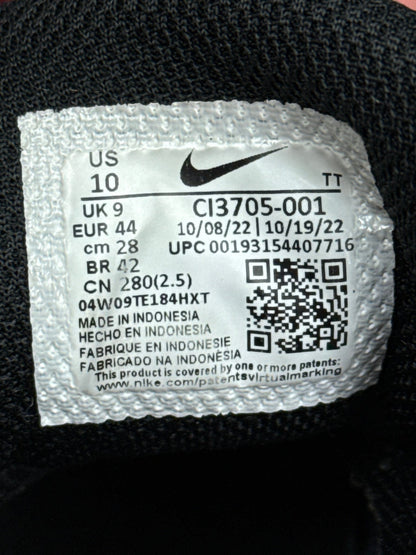 US
10
TT
UK 9
CI3705-001
EUR 44
10/08/22 | 10/19/22
cm 28
UPC 00193154407716
BR 42
CN 280(2.5)
04W09TE184HXT
MADE IN INDONESIA
HECHO EN INDONESIA
FABRIQUE EN INDONESIE
FABRICADO NA INDONÉSIA
This product is covered by one or more patents:
www.nike.com/patentsvirtualmarking